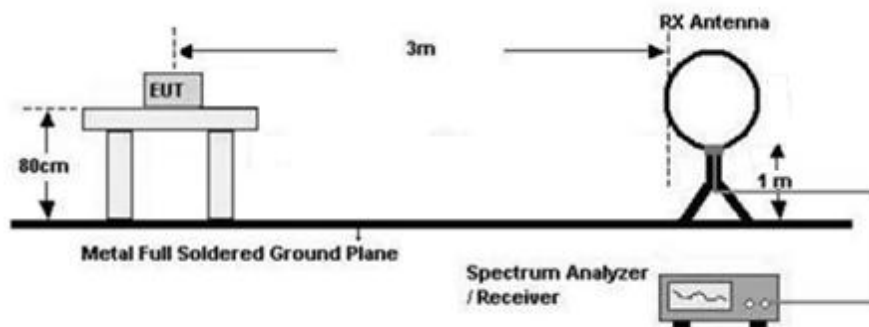 RX Antenna
3m
EUT
80cm
1 m
Metal Full Soldered Ground Plane
Spectrum Analyzer
/ Receiver